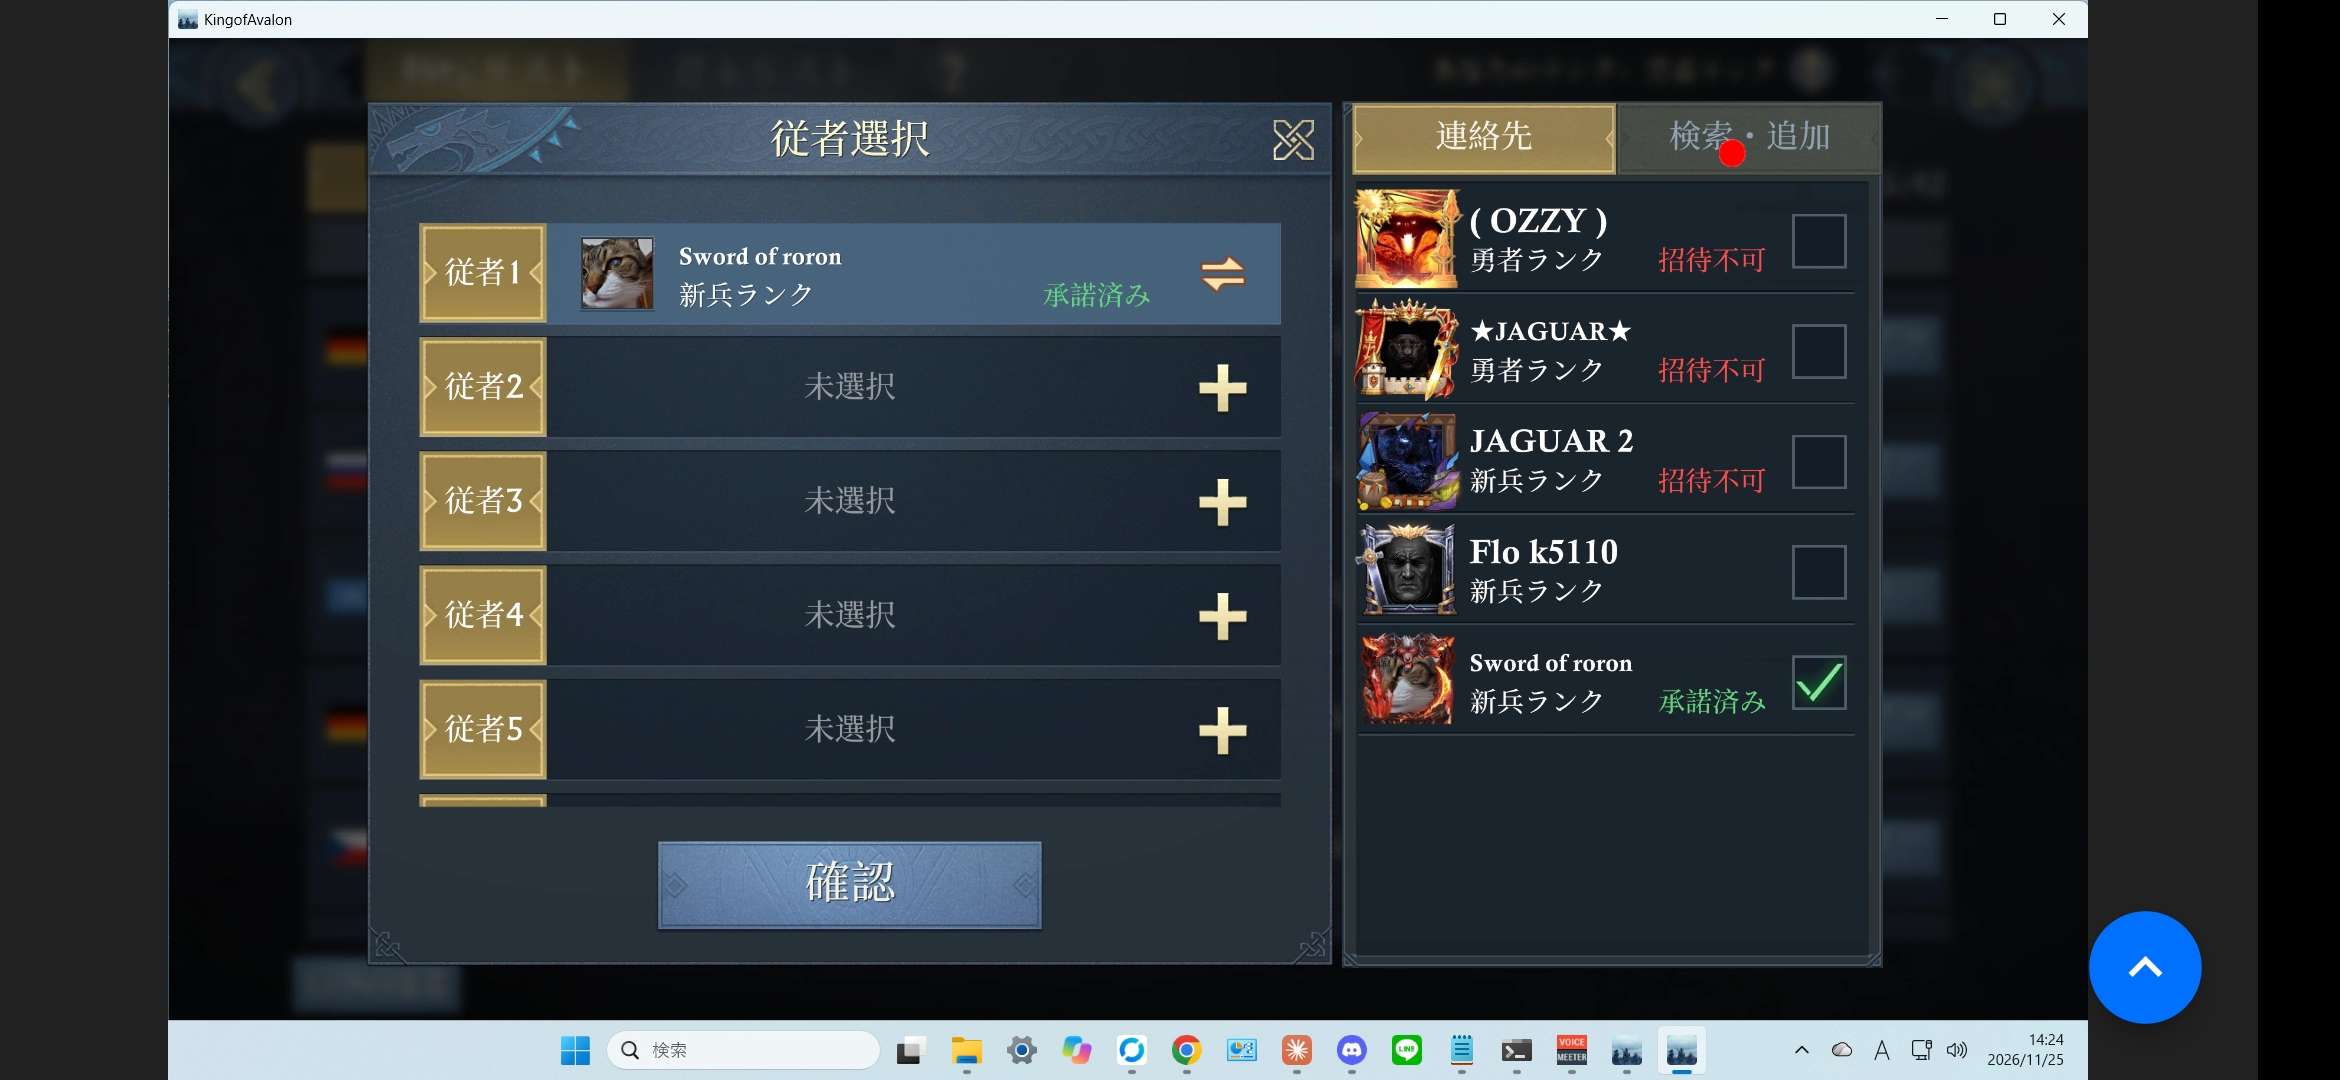 KingofAvalon
従者選択
従者1
Sword of roron
新兵ランク
承諾済み
従者2
未選択
従者3
未選択
従者4
未選択
従者5
未選択
確認
連絡先
検索・追加
( OZZY )
勇者ランク
招待不可
★JAGUAR★
勇者ランク
招待不可
JAGUAR 2
新兵ランク
招待不可
Flo k5110
新兵ランク
Sword of roron
新兵ランク
承諾済み
検索
LINE
VOICE
MEETER
A
14:24
2026/11/25